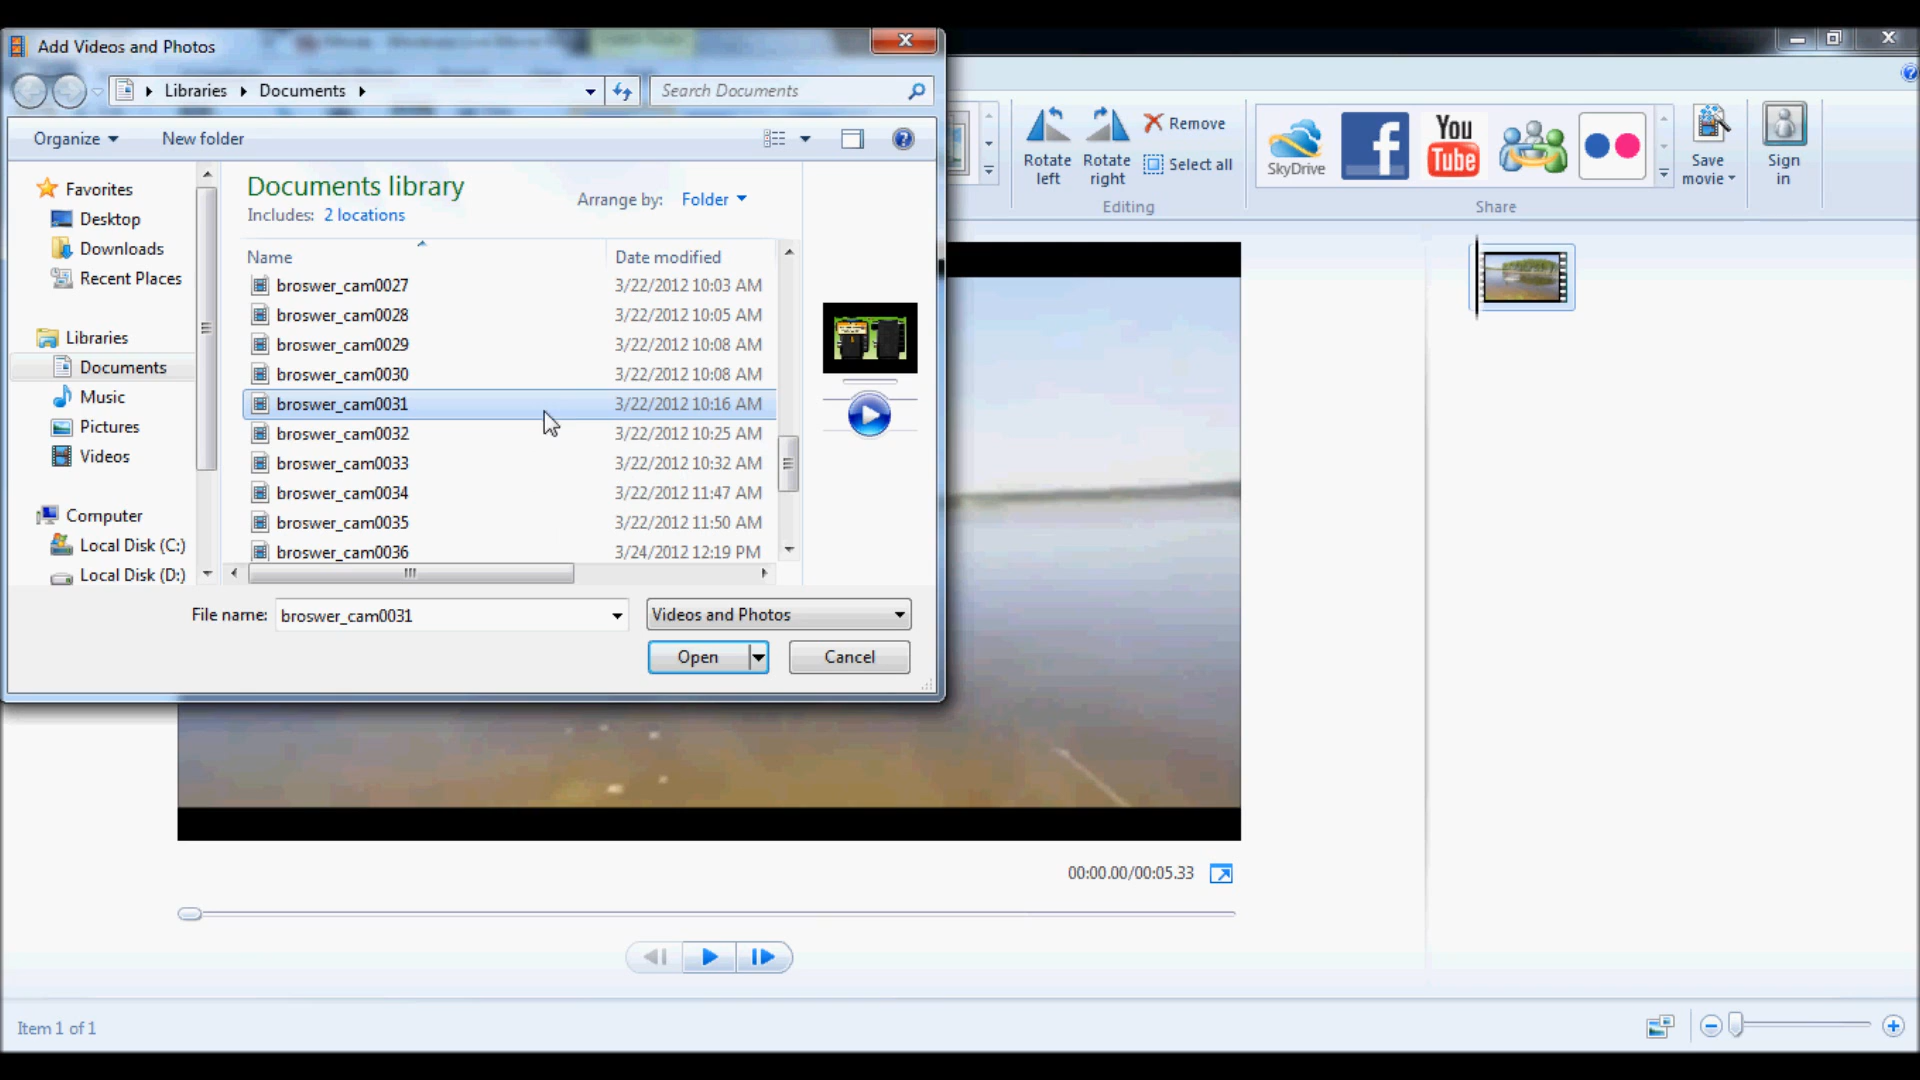 Add Videos and Photos
Libraries Documents
Search Documents
Organize New folder
Favorites
Desktop
Downloads
Recent Places
Libraries
Documents
Music
Pictures
Videos
Computer
Local Disk (C:)
Local Disk (D:)
Documents library
Includes: 2 locations
Arrange by: Folder
Name Date modified
broswer_cam0027 3/22/2012 10:03 AM
broswer_cam0028 3/22/2012 10:05 AM
broswer_cam0029 3/22/2012 10:08 AM
broswer_cam0030 3/22/2012 10:08 AM
broswer_cam0031 3/22/2012 10:16 AM
broswer_cam0032 3/22/2012 10:25 AM
broswer_cam0033 3/22/2012 10:32 AM
broswer_cam0034 3/22/2012 11:47 AM
broswer_cam0035 3/22/2012 11:50 AM
broswer_cam0036 3/24/2012 12:19 PM
File name: broswer_cam0031 Videos and Photos
Open Cancel
Rotate left
Rotate right
Remove
Select all
Editing
SkyDrive
f
You Tube
Share
Save movie
Sign in
00:00.00/00:05.33
Item 1 of 1